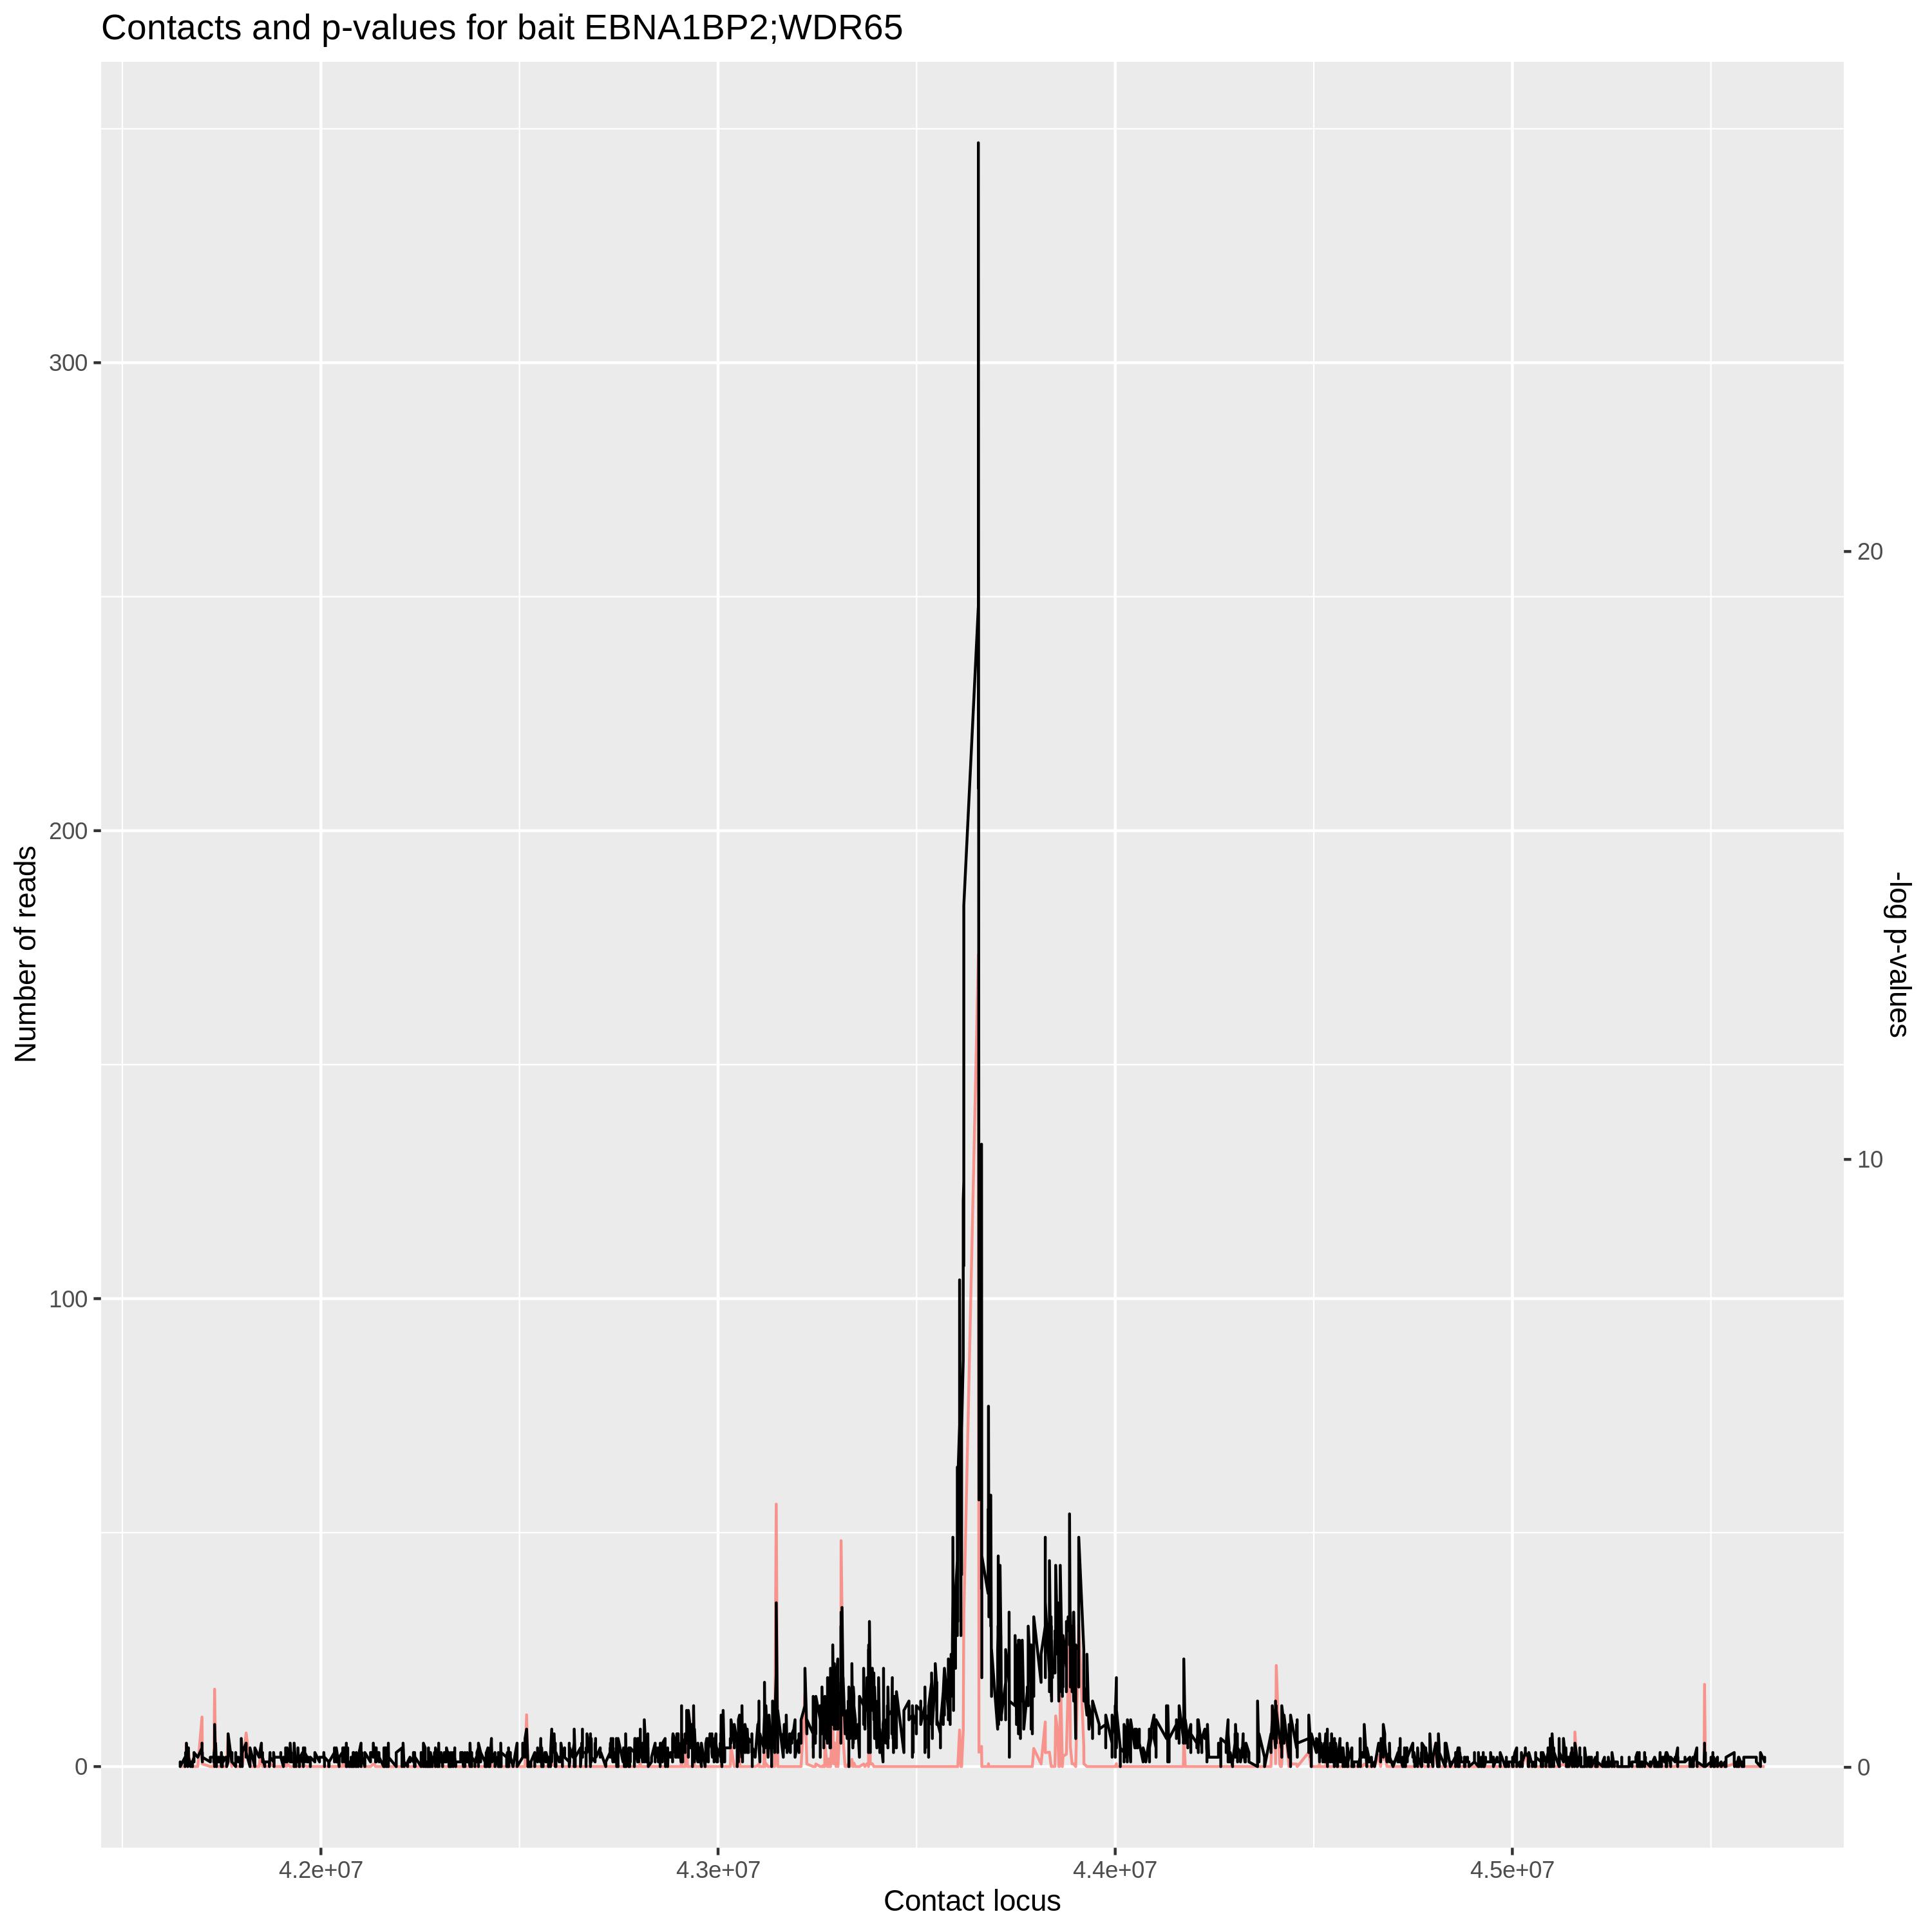 Contacts and p-values for bait EBNA1BP2;WDR65
300
200
100
0
Number of reads
20
10
0
-log p-values
4.2e+07
4.3e+07
4.4e+07
4.5e+07
Contact locus